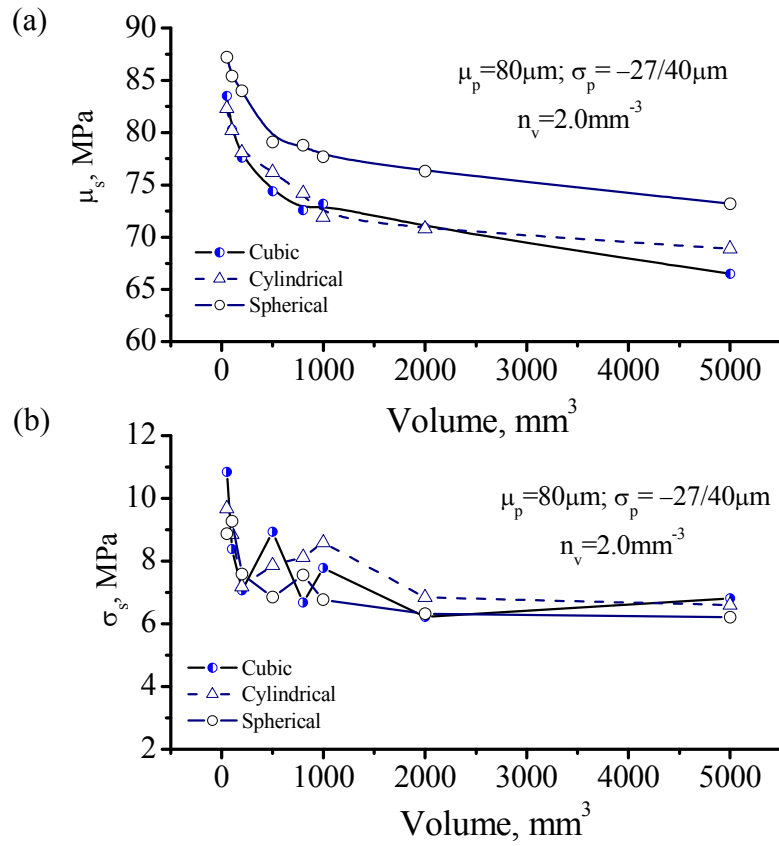 (a)
90
85
80
75
70
65
60
μs, MPa
μp=80μm; σp= –27/40μm
nv=2.0mm-3
Cubic
Cylindrical
Spherical
0 1000 2000 3000 4000 5000
Volume, mm3
(b)
12
10
8
6
4
2
σs, MPa
μp=80μm; σp= –27/40μm
nv=2.0mm-3
Cubic
Cylindrical
Spherical
0 1000 2000 3000 4000 5000
Volume, mm3